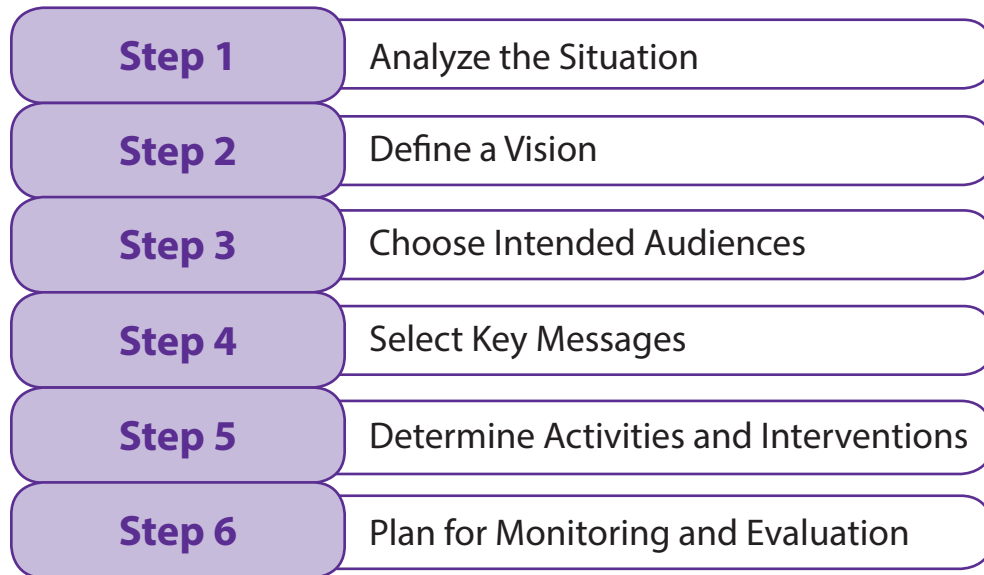 Step 1 Analyze the Situation
Step 2 Define a Vision
Step 3 Choose Intended Audiences
Step 4 Select Key Messages
Step 5 Determine Activities and Interventions
Step 6 Plan for Monitoring and Evaluation